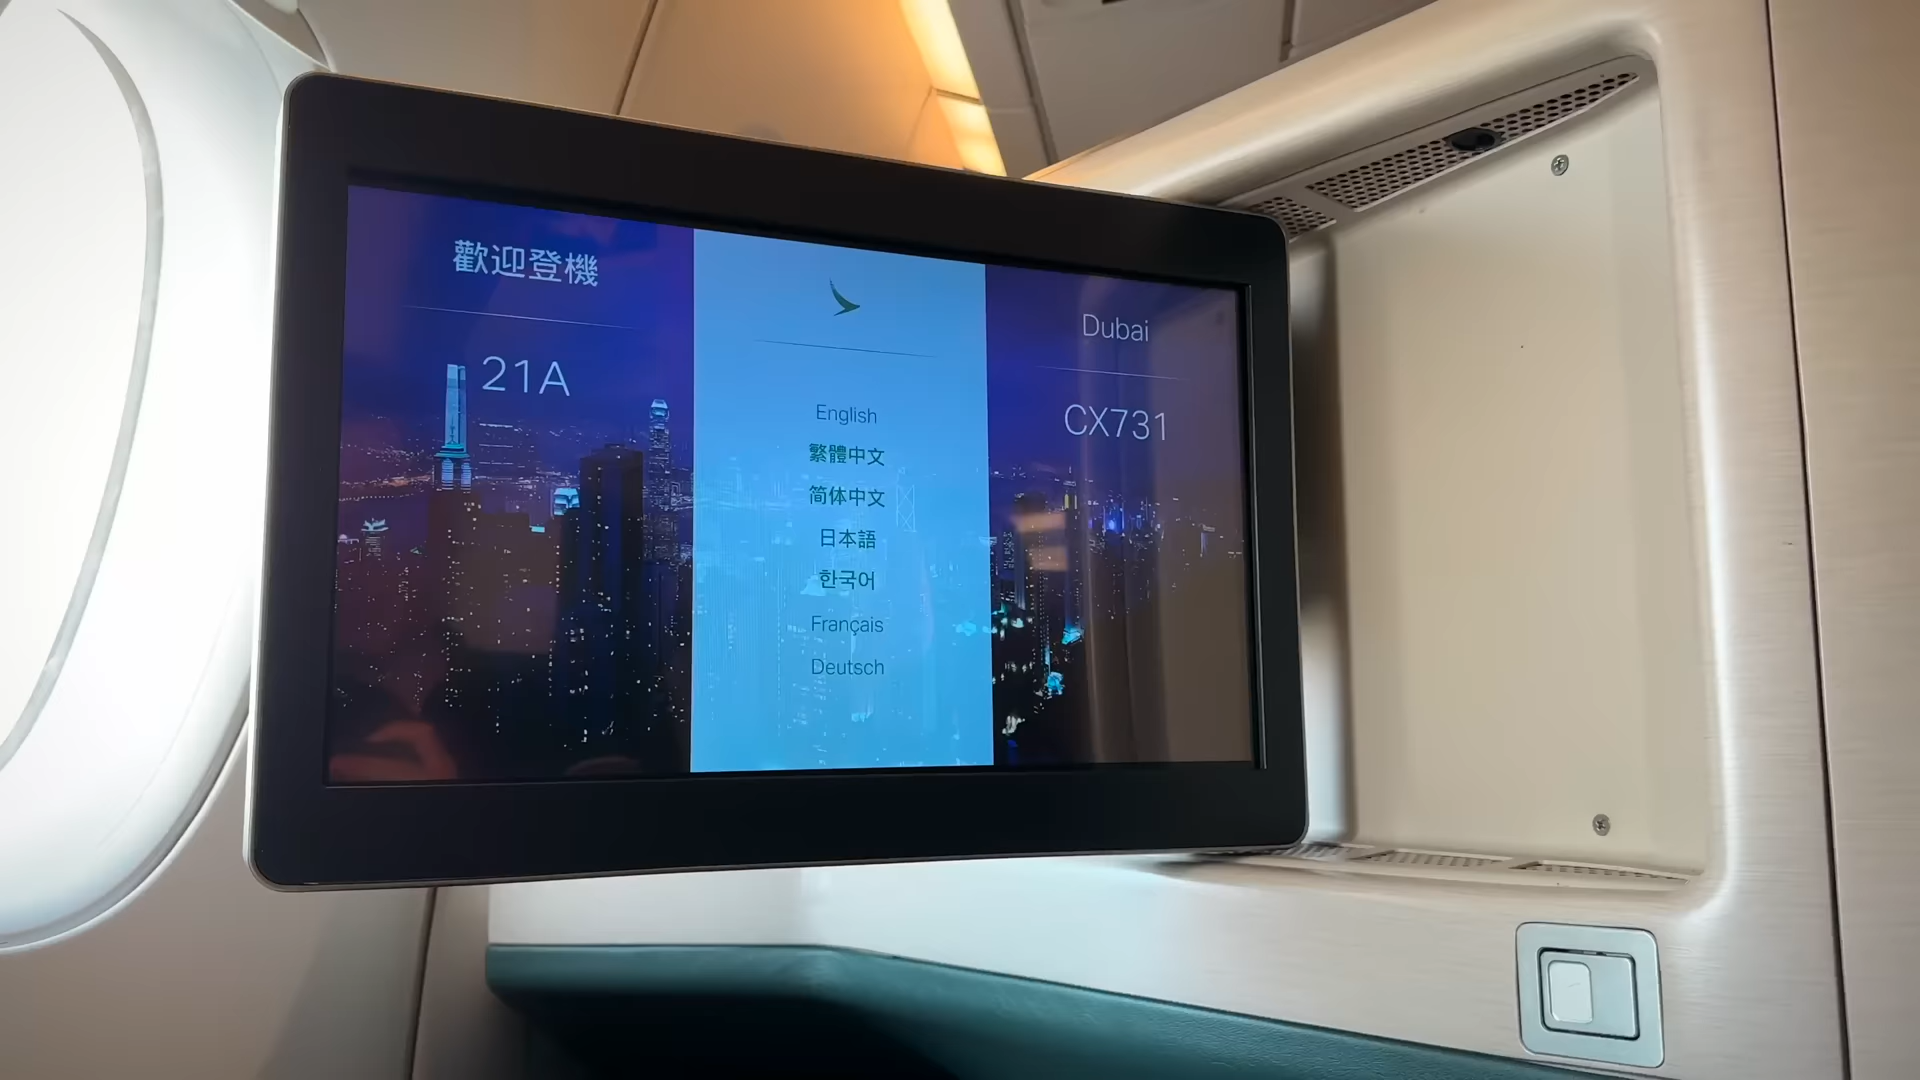 歡迎登機
21A
English
繁體中文
简体中文
日本語
한국어
Français
Deutsch
Dubai
CX731